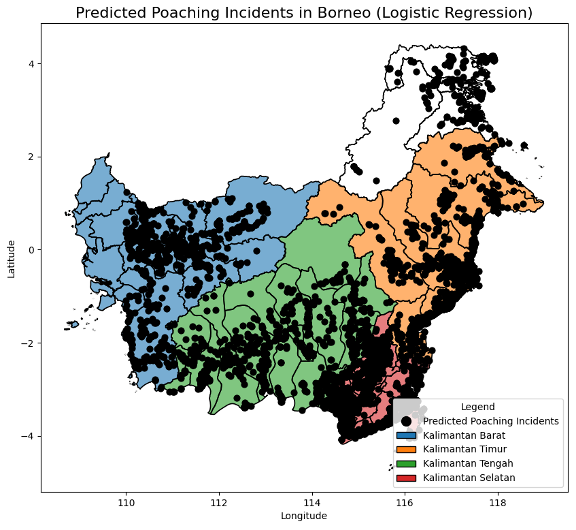 Predicted Poaching Incidents in Borneo (Logistic Regression)
4
2
0
−2
−4
Latitude
110
112
114
116
118
Longitude
Legend
Predicted Poaching Incidents
Kalimantan Barat
Kalimantan Timur
Kalimantan Tengah
Kalimantan Selatan